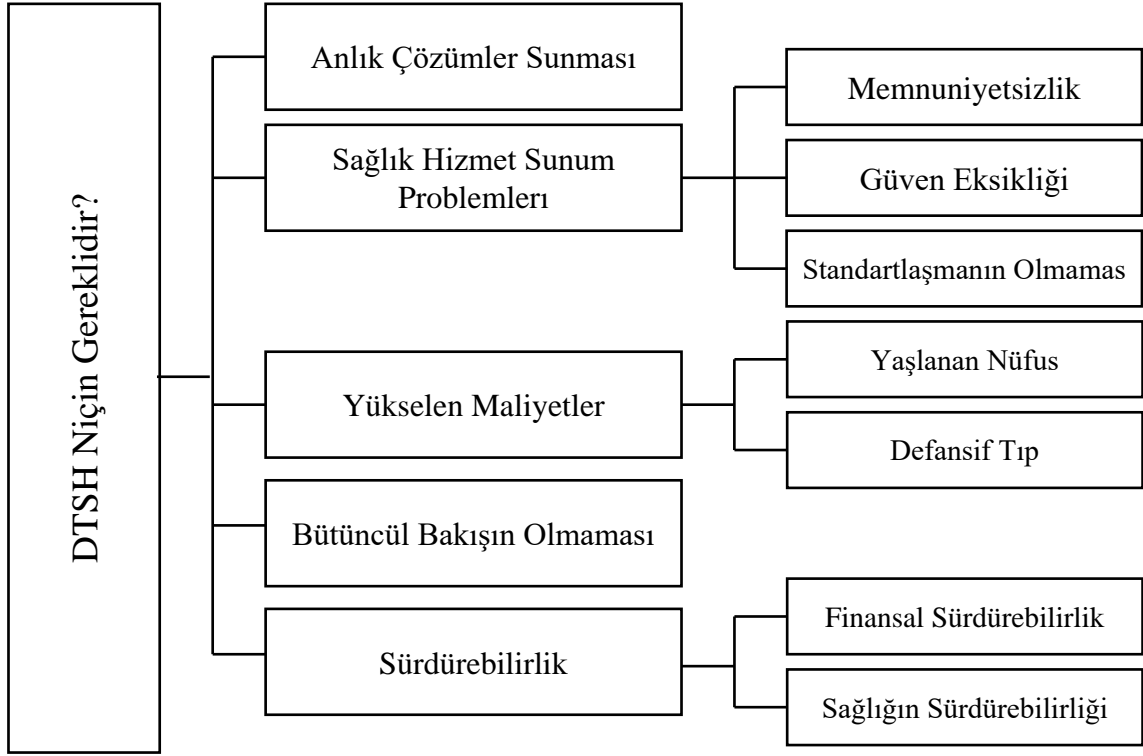 DTSH Niçin Gereklidir?
Anlık Çözümler Sunması
Sağlık Hizmet Sunum
Problemlerı
Memnuniyetsizlik
Güven Eksikliği
Standartlaşmanın Olmamas
Yükselen Maliyetler
Yaşlanan Nüfus
Defansif Tıp
Bütüncül Bakışın Olmaması
Sürdürebilirlik
Finansal Sürdürebilirlik
Sağlığın Sürdürebilirliği